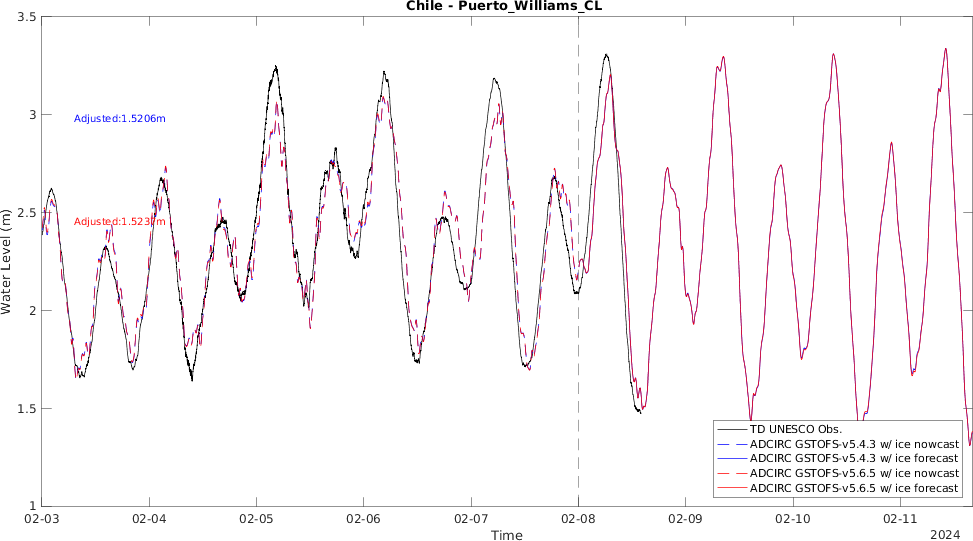 Chile - Puerto_Williams_CL
3.5
3
2.5
2
1.5
1
Water Level (m)
Adjusted:1.5206m
Adjusted:1.5237m
TD UNESCO Obs.
ADCIRC GSTOFS-v5.4.3 w/ ice nowcast
ADCIRC GSTOFS-v5.4.3 w/ ice forecast
ADCIRC GSTOFS-v5.6.5 w/ ice nowcast
ADCIRC GSTOFS-v5.6.5 w/ ice forecast
02-03 02-04 02-05 02-06 02-07 02-08 02-09 02-10 02-11
Time
2024